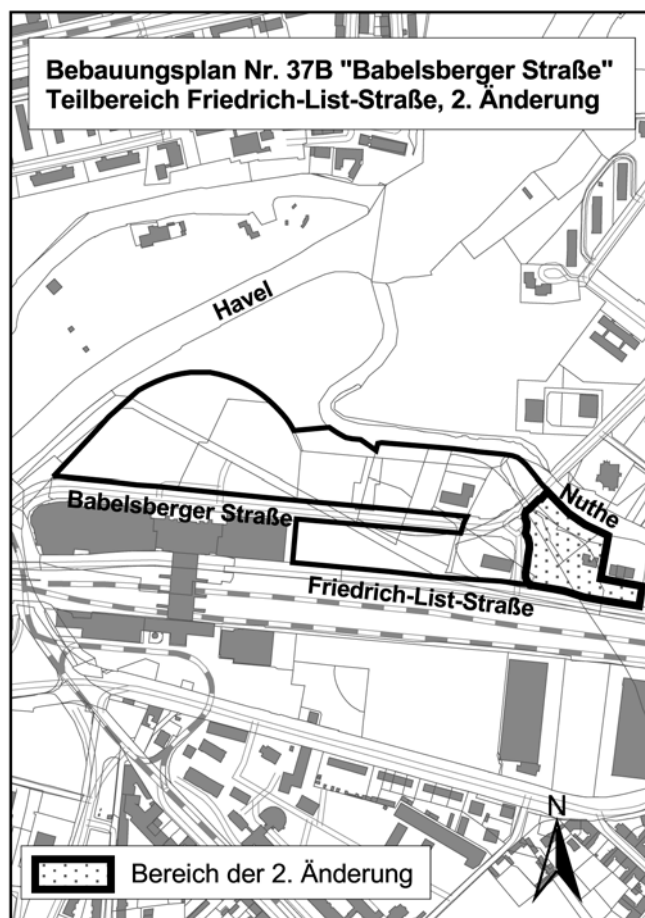 Bebauungsplan Nr. 37B "Babelsberger Straße"
Teilbereich Friedrich-List-Straße, 2. Änderung
Havel
Babelsberger Straße
Nuthe
Friedrich-List-Straße
N
Bereich der 2. Änderung